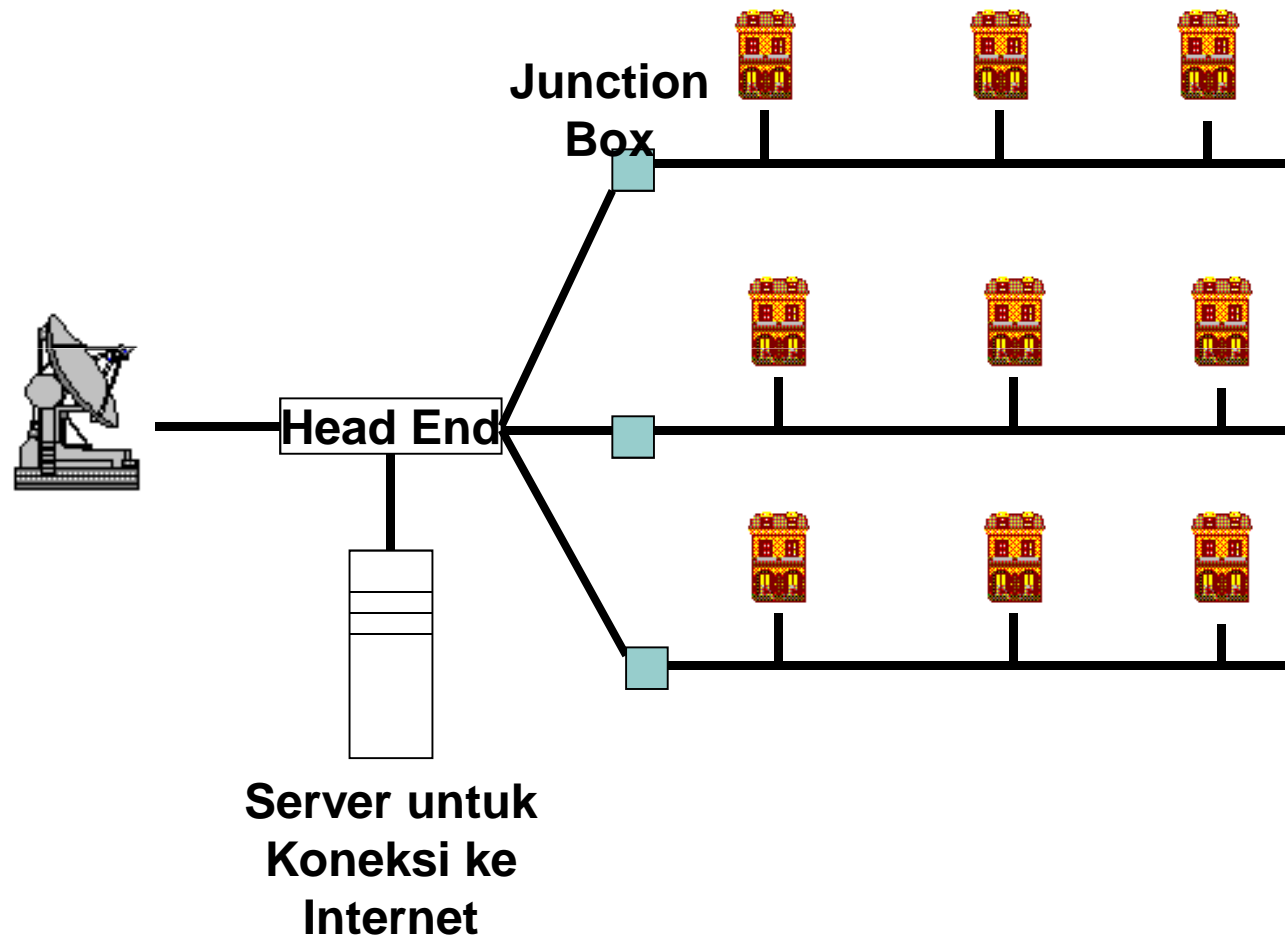 Junction
Box
Head End
Server untuk
Koneksi ke
Internet